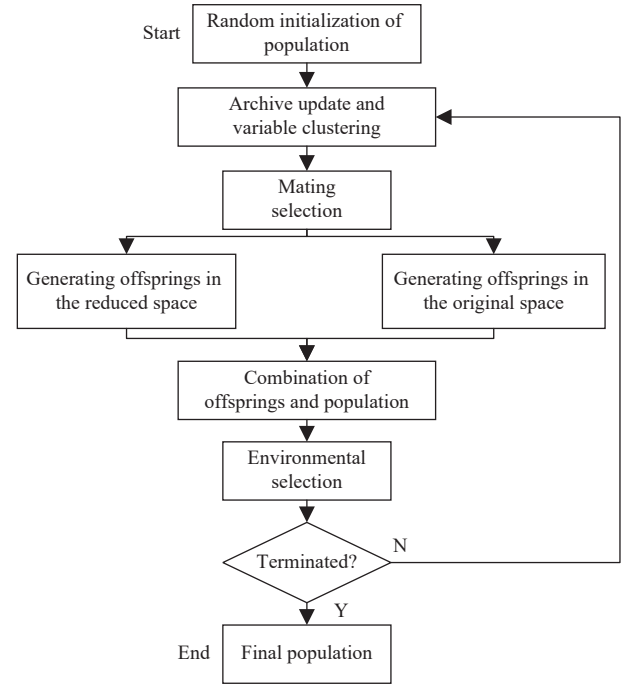 Start
Random initialization of
population
Archive update and
variable clustering
Mating
selection
Generating offsprings in
the reduced space
Generating offsprings in
the original space
Combination of
offsprings and population
Environmental
selection
Terminated?
N
Y
End
Final population